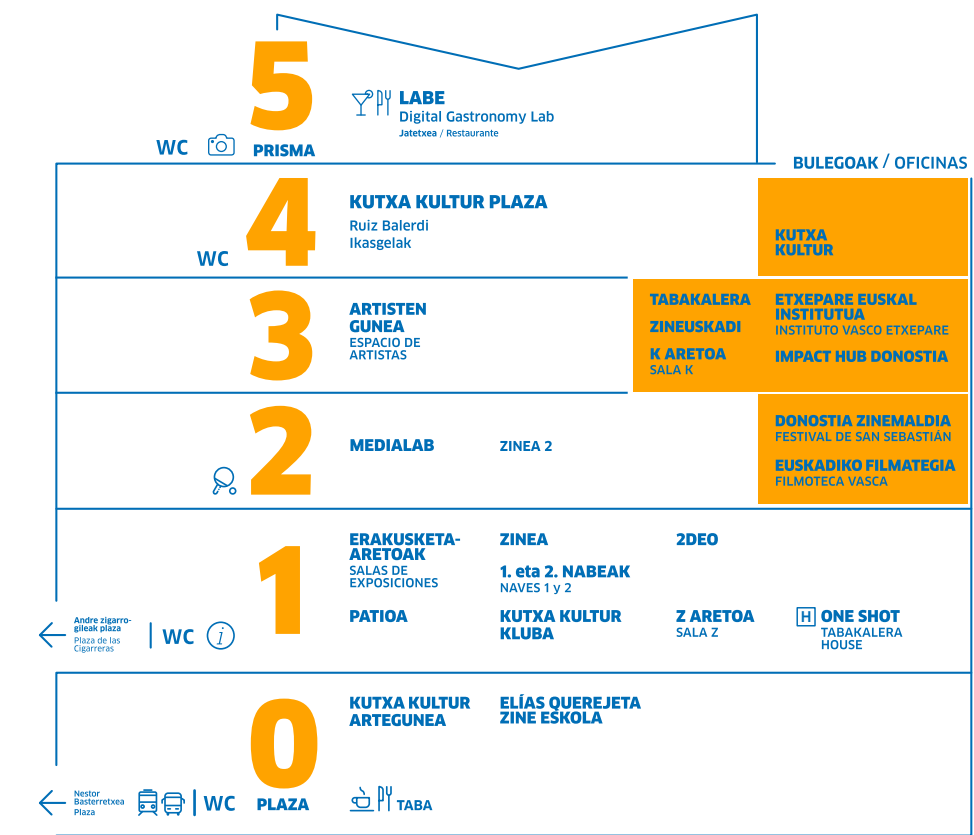 5
LABE
Digital Gastronomy Lab
Jatetxea / Restaurante
WC
PRISMA
BULEGOAK / OFICINAS
4
WC
KUTXA KULTUR PLAZA
Ruiz Balerdi
Ikasgelak
KUTXA
KULTUR
3
ARTISTEN
GUNEA
ESPACIO DE
ARTISTAS
TABAKALERA
ZINEUSKADI
K ARETOA
SALA K
ETXEPARE EUSKAL
INSTITUTUA
INSTITUTO VASCO ETXEPARE
IMPACT HUB DONOSTIA
2
MEDIALAB
ZINEA 2
DONOSTIA ZINEMALDIA
FESTIVAL DE SAN SEBASTIÁN
EUSKADIKO FILMATEGIA
FILMOTECA VASCA
1
ERAKUSKETA-
ARETOAK
SALAS DE
EXPOSICIONES
PATIOA
ZINEA
1. eta 2. NABEAK
NAVES 1 y 2
KUTXA KULTUR
KLUBA
2DEO
Z ARETOA
SALA Z
H ONE SHOT
TABAKALERA
HOUSE
Andre zigarro-
gileak plaza
Plaza de las
Cigarreras
WC
i
0
PLAZA
KUTXA KULTUR
ARTEGUNEA
ELÍAS QUEREJETA
ZINE ESKOLA
Nestor
Basterretxea
Plaza
WC
TABA